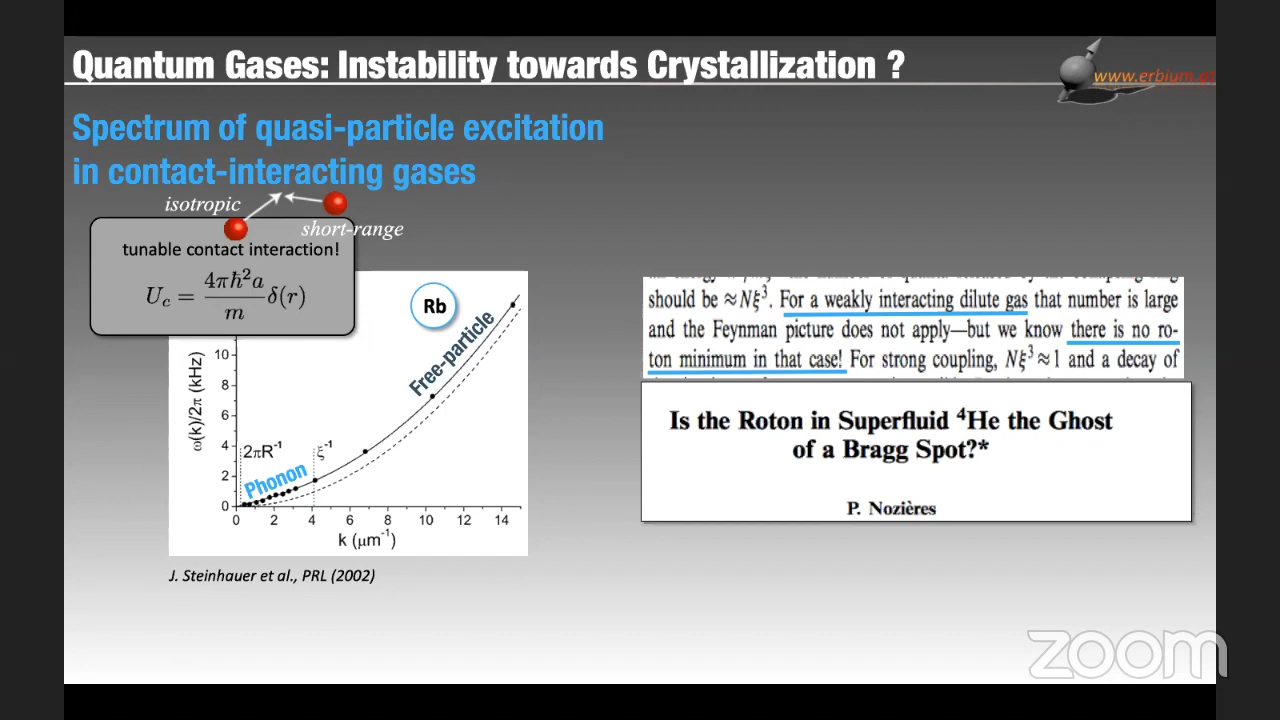 Quantum Gases: Instability towards Crystallization ?
www.erbium.at
Spectrum of quasi-particle excitation
in contact-interacting gases
isotropic
short-range
tunable contact interaction!
U_c = 4πħ²a / m δ(r)
Rb
Free-particle
Phonon
2πR⁻¹
ξ⁻¹
ω(k)/2π (kHz)
10
8
6
4
2
0
0 2 4 6 8 10 12 14
k (μm⁻¹)
J. Steinhauer et al., PRL (2002)
should be ≈Nξ³. For a weakly interacting dilute gas that number is large
and the Feynman picture does not apply—but we know there is no ro-
ton minimum in that case! For strong coupling, Nξ³≈1 and a decay of
Is the Roton in Superfluid ⁴He the Ghost
of a Bragg Spot?*
P. Nozières
zoom